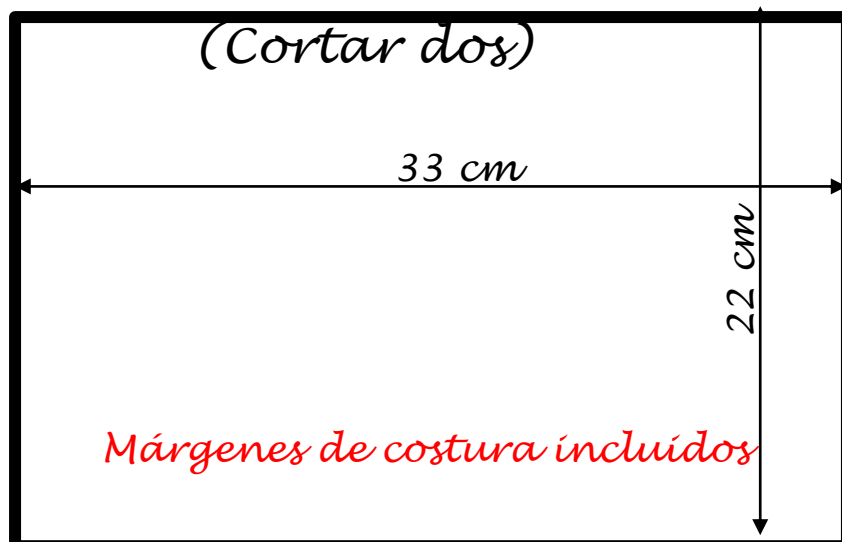 (Cortar dos)
33 cm
22 cm
Márgenes de costura incluidos